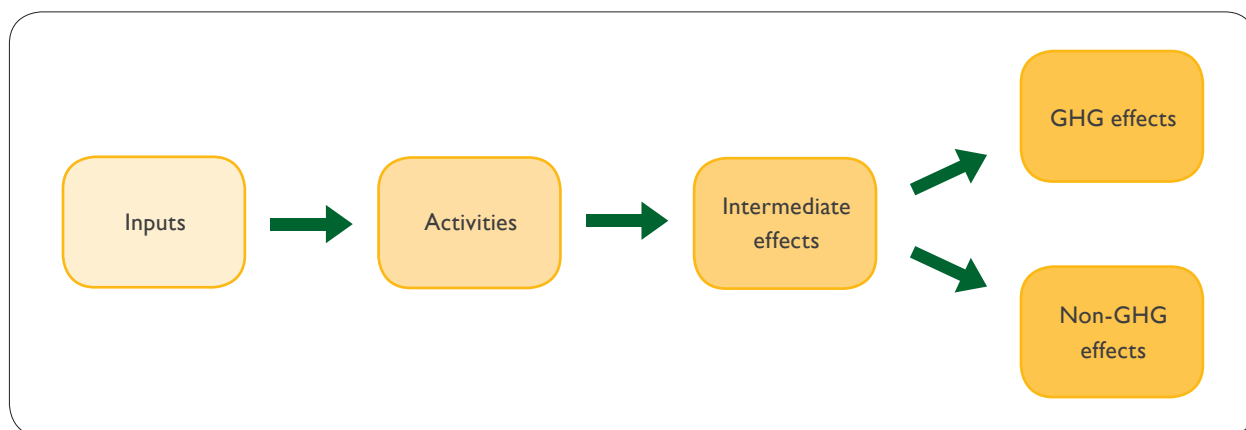 Inputs
Activities
Intermediate
effects
GHG effects
Non-GHG
effects